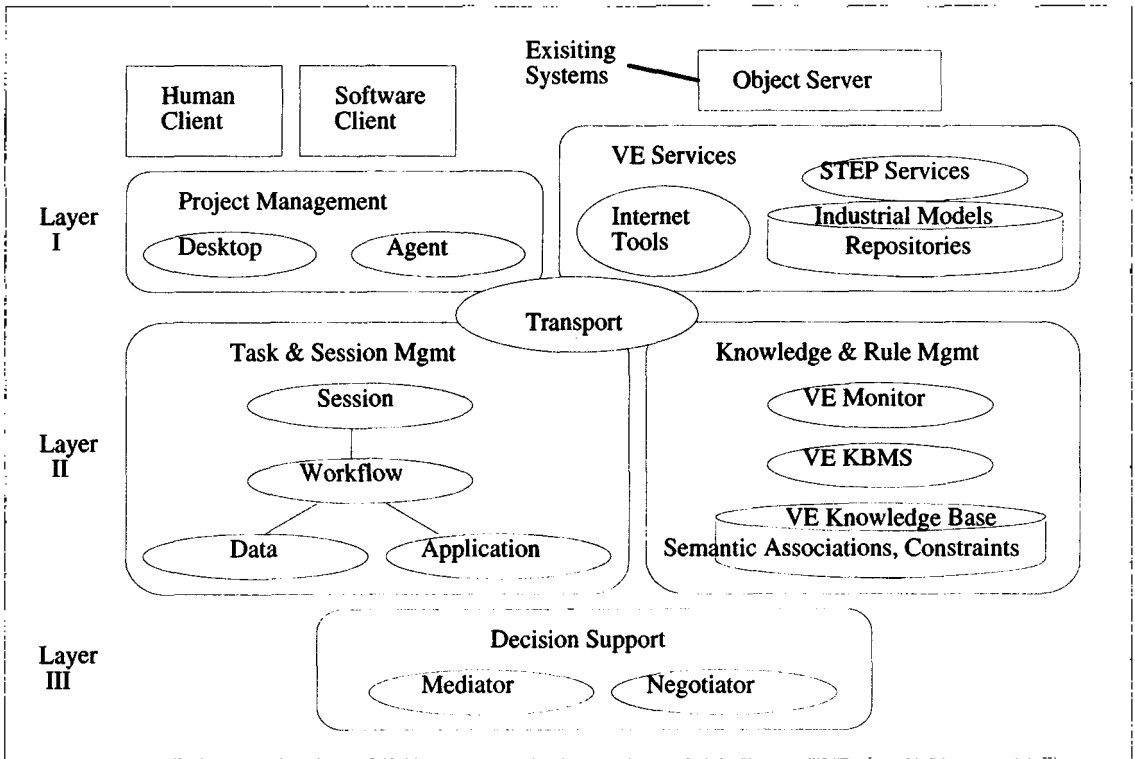 Exisiting
Systems
Object Server
Human
Client
Software
Client
VE Services
STEP Services
Layer
I
Project Management
Internet
Tools
Industrial Models
Repositories
Desktop
Agent
Transport
Task & Session Mgmt
Knowledge & Rule Mgmt
Session
VE Monitor
Layer
II
Workflow
VE KBMS
VE Knowledge Base
Data
Application
Semantic Associations, Constraints
Layer
III
Decision Support
Mediator
Negotiator